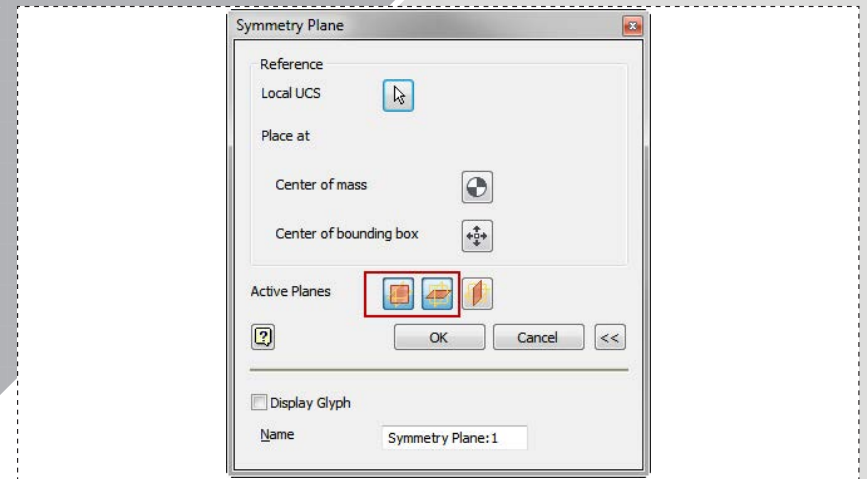 Symmetry Plane
Reference
Local UCS
Place at
Center of mass
Center of bounding box
Active Planes
? OK Cancel <<
Display Glyph
Name Symmetry Plane:1